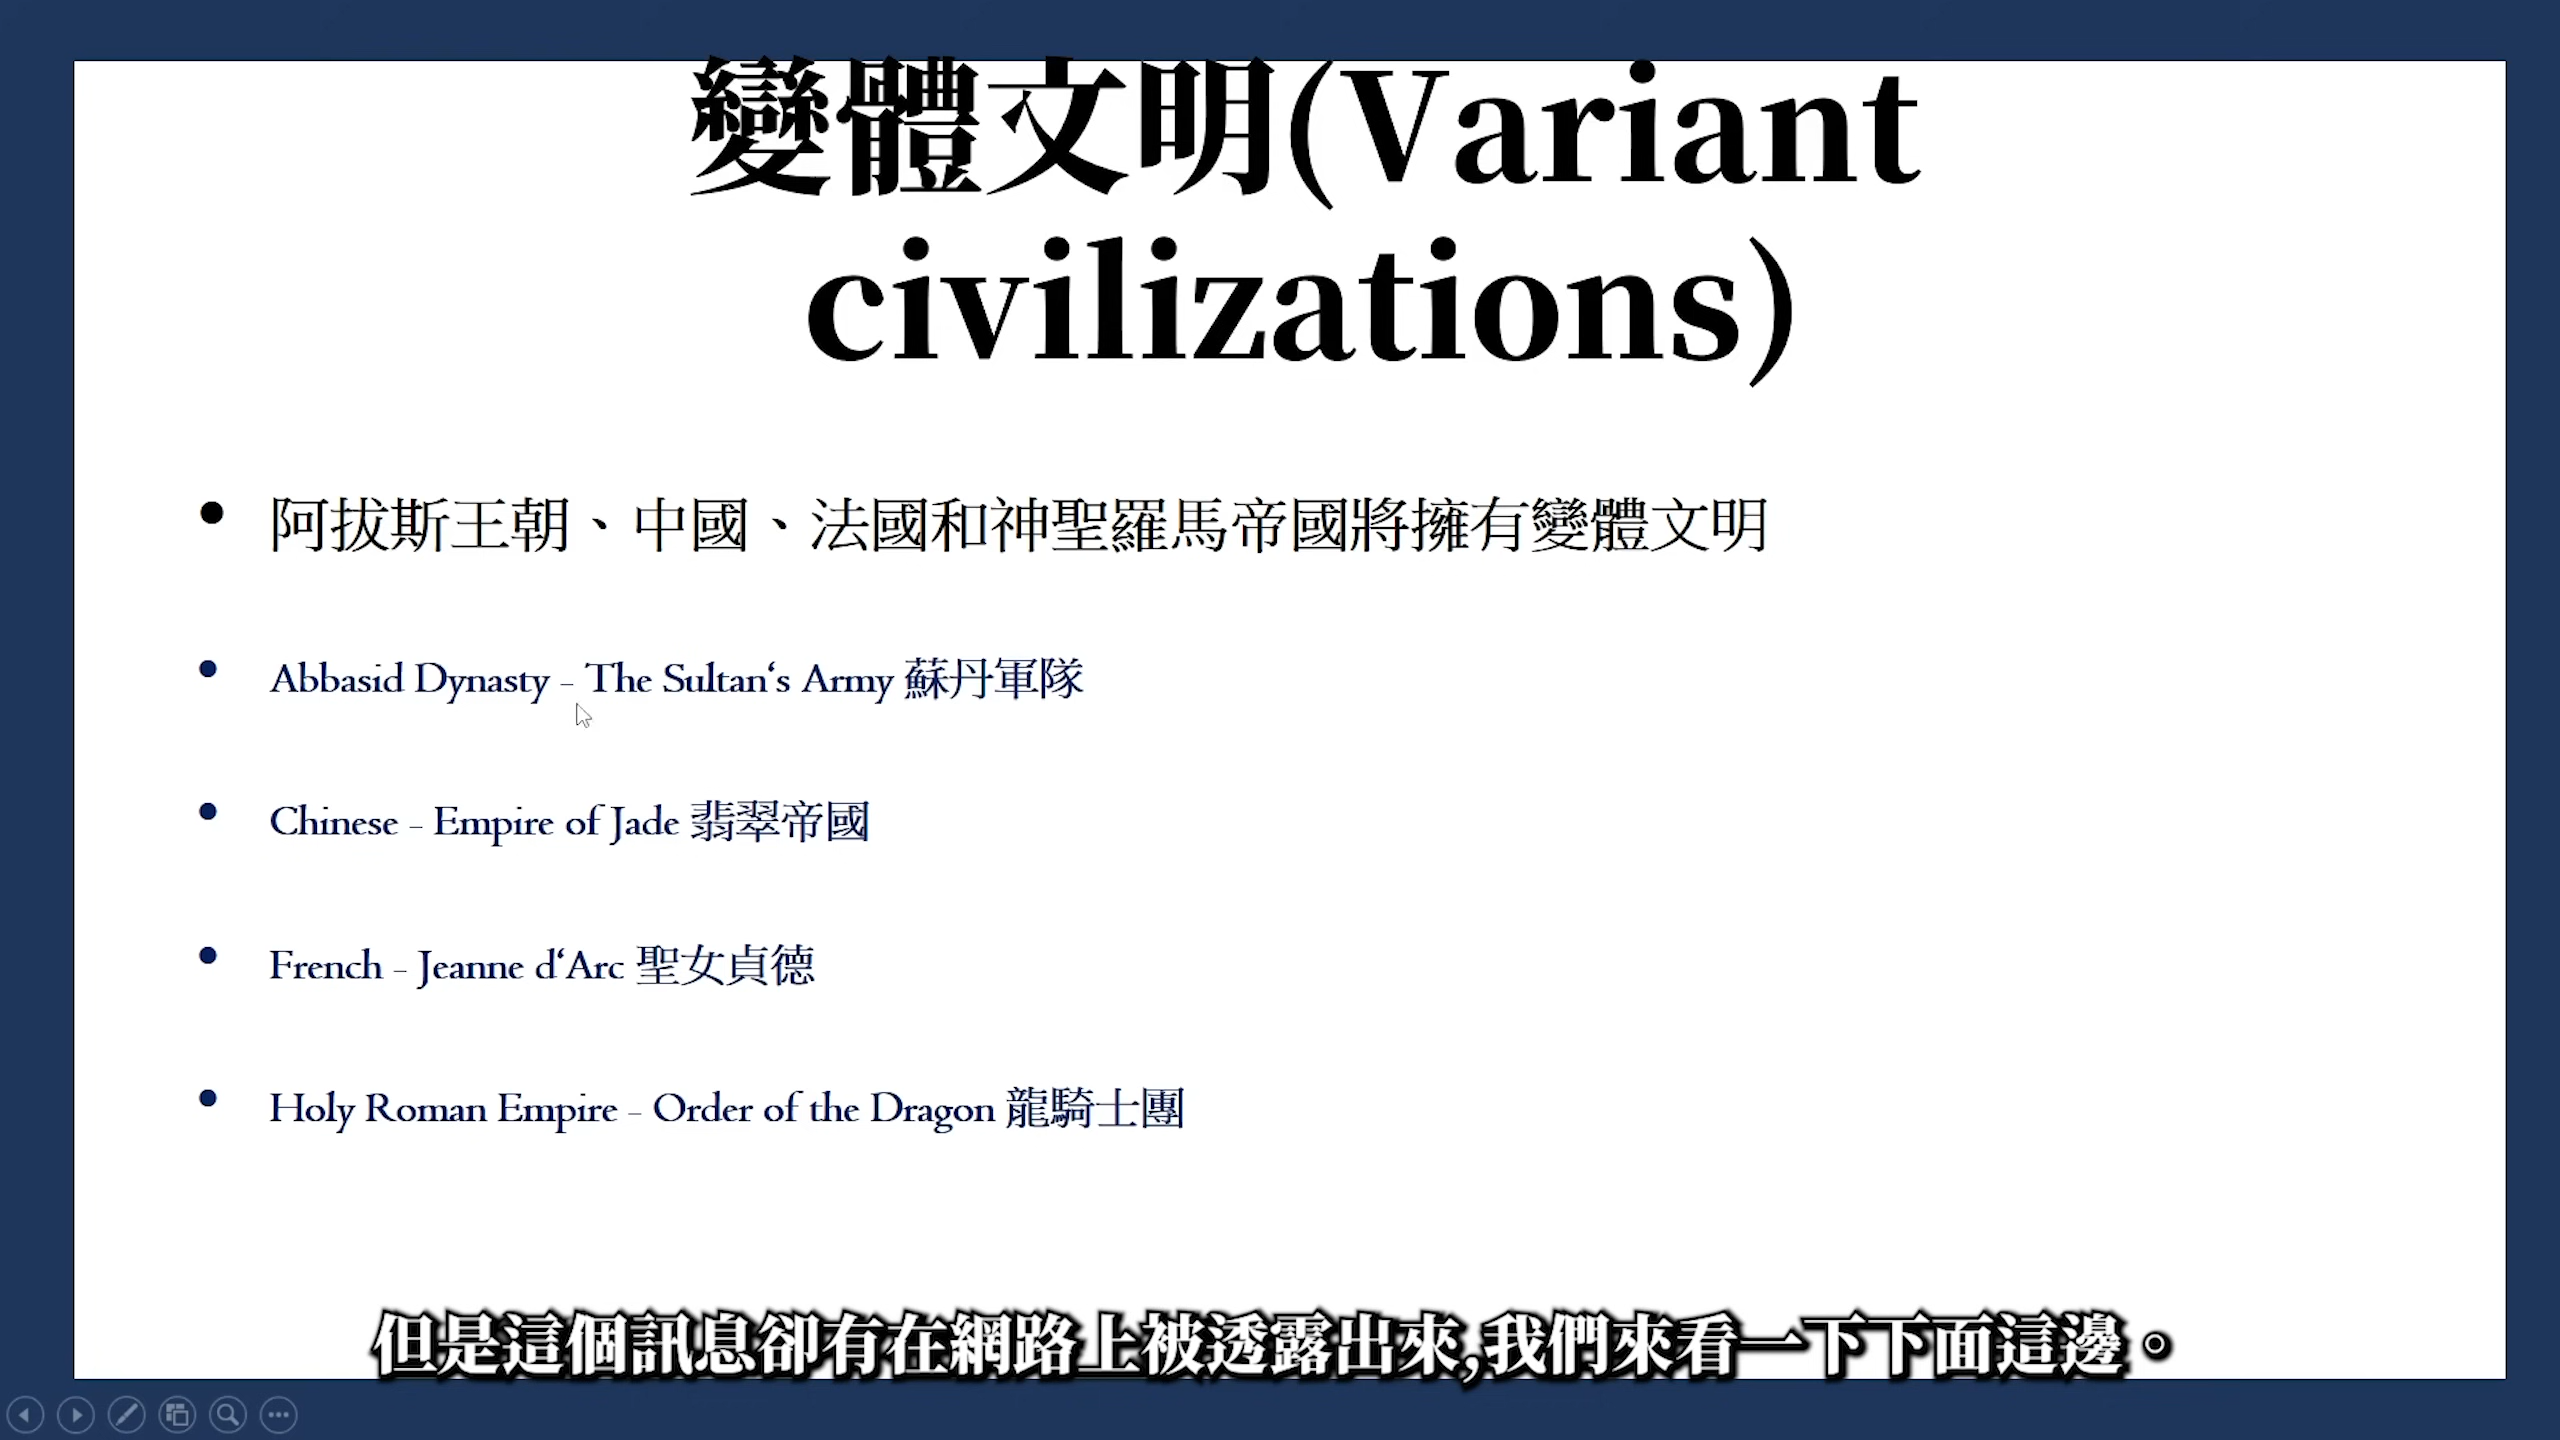 變體文明(Variant
civilizations)
• 阿拔斯王朝、中國、法國和神聖羅馬帝國將擁有變體文明
• Abbasid Dynasty – The Sultan‘s Army 蘇丹軍隊
• Chinese – Empire of Jade 翡翠帝國
• French – Jeanne d‘Arc 聖女貞德
• Holy Roman Empire – Order of the Dragon 龍騎士團
但是這個訊息卻有在網路上被透露出來,我們來看一下下面這邊。